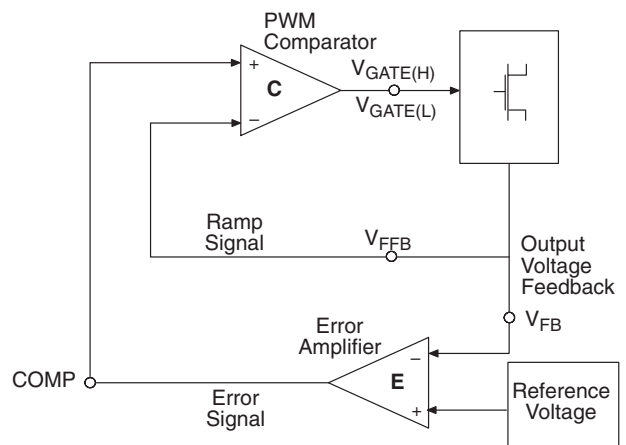 PWM
Comparator
+
C
–
V_GATE(H)
V_GATE(L)
Ramp
Signal
V_FFB
Output
Voltage
Feedback
V_FB
Error
Amplifier
–
E
+
COMP
Error
Signal
Reference
Voltage